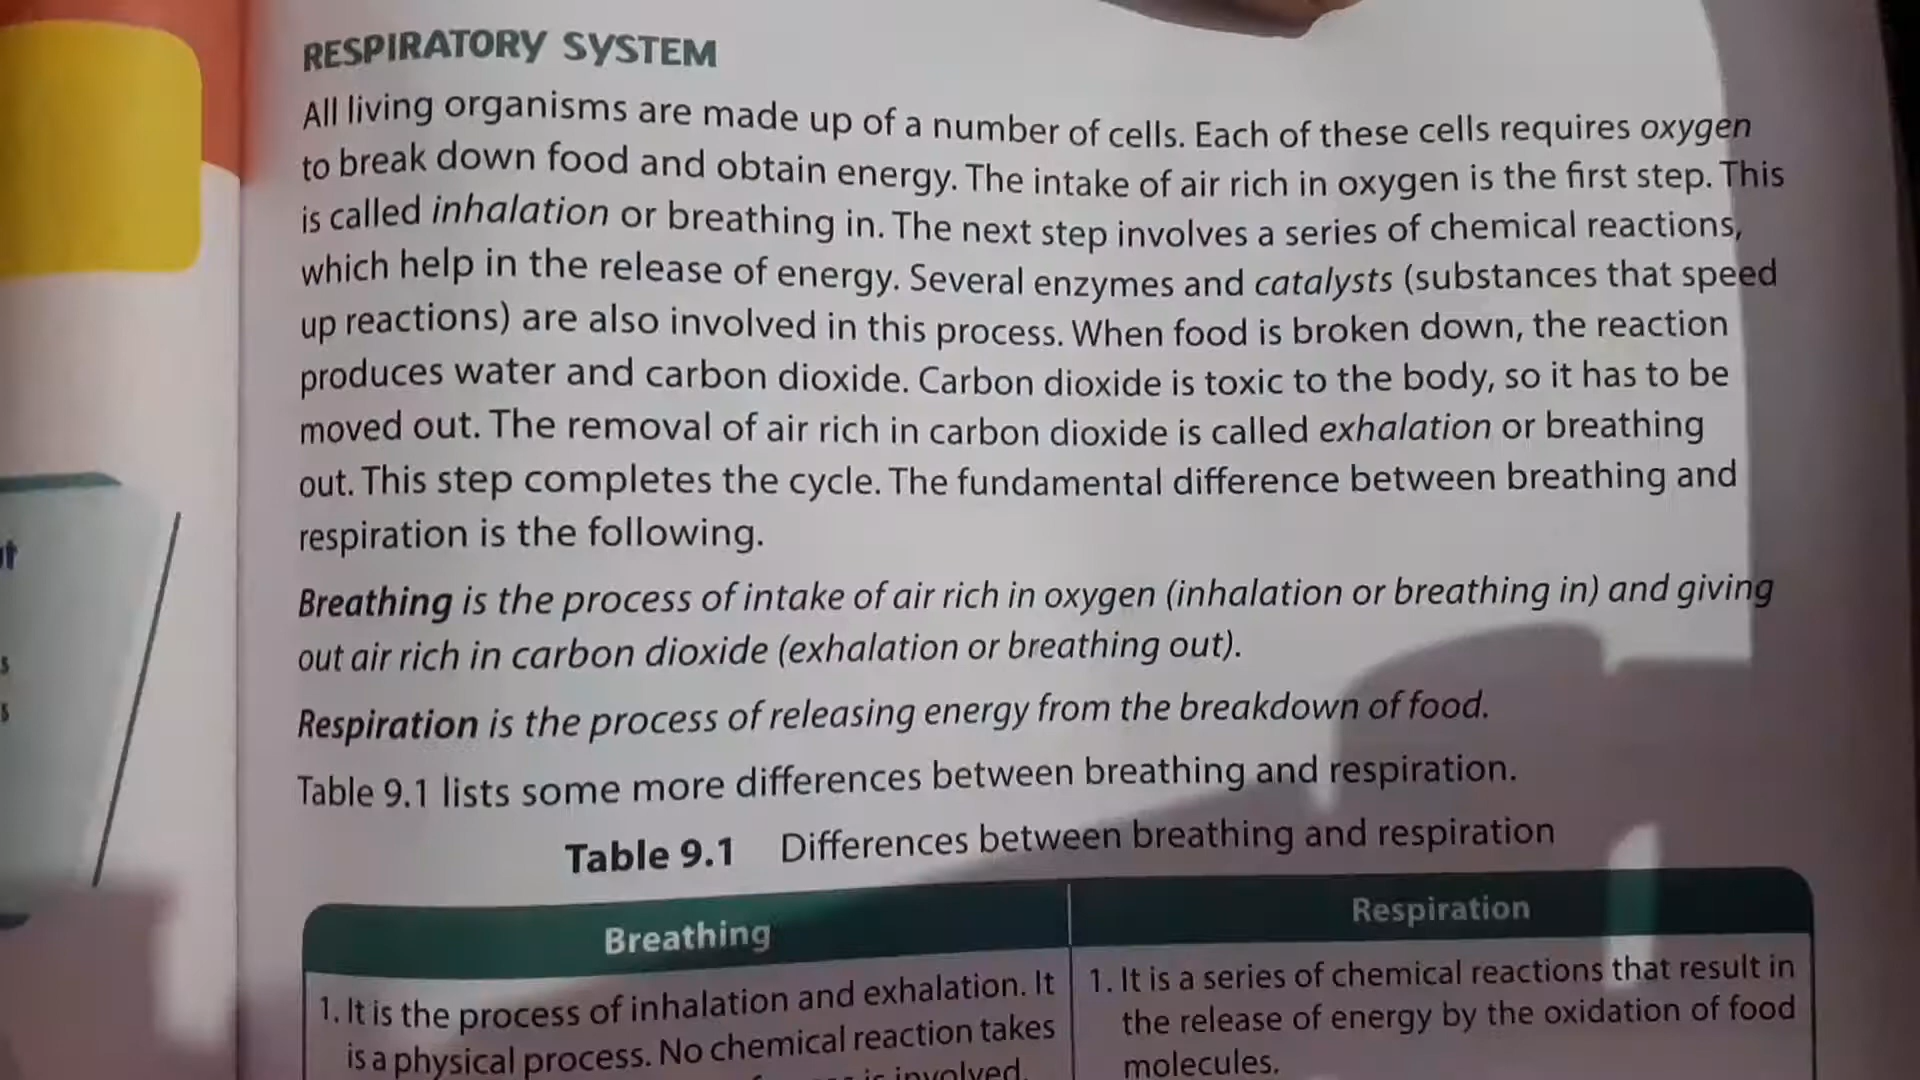 RESPIRATORY SYSTEM
All living organisms are made up of a number of cells. Each of these cells requires oxygen
to break down food and obtain energy. The intake of air rich in oxygen is the first step. This
is called inhalation or breathing in. The next step involves a series of chemical reactions,
which help in the release of energy. Several enzymes and catalysts (substances that speed
up reactions) are also involved in this process. When food is broken down, the reaction
produces water and carbon dioxide. Carbon dioxide is toxic to the body, so it has to be
moved out. The removal of air rich in carbon dioxide is called exhalation or breathing
out. This step completes the cycle. The fundamental difference between breathing and
respiration is the following.
Breathing is the process of intake of air rich in oxygen (inhalation or breathing in) and giving
out air rich in carbon dioxide (exhalation or breathing out).
Respiration is the process of releasing energy from the breakdown of food.
Table 9.1 lists some more differences between breathing and respiration.
Table 9.1 Differences between breathing and respiration
Breathing
1. It is the process of inhalation and exhalation. It
is a physical process. No chemical reaction takes
is involved.
Respiration
1. It is a series of chemical reactions that result in
the release of energy by the oxidation of food
molecules.